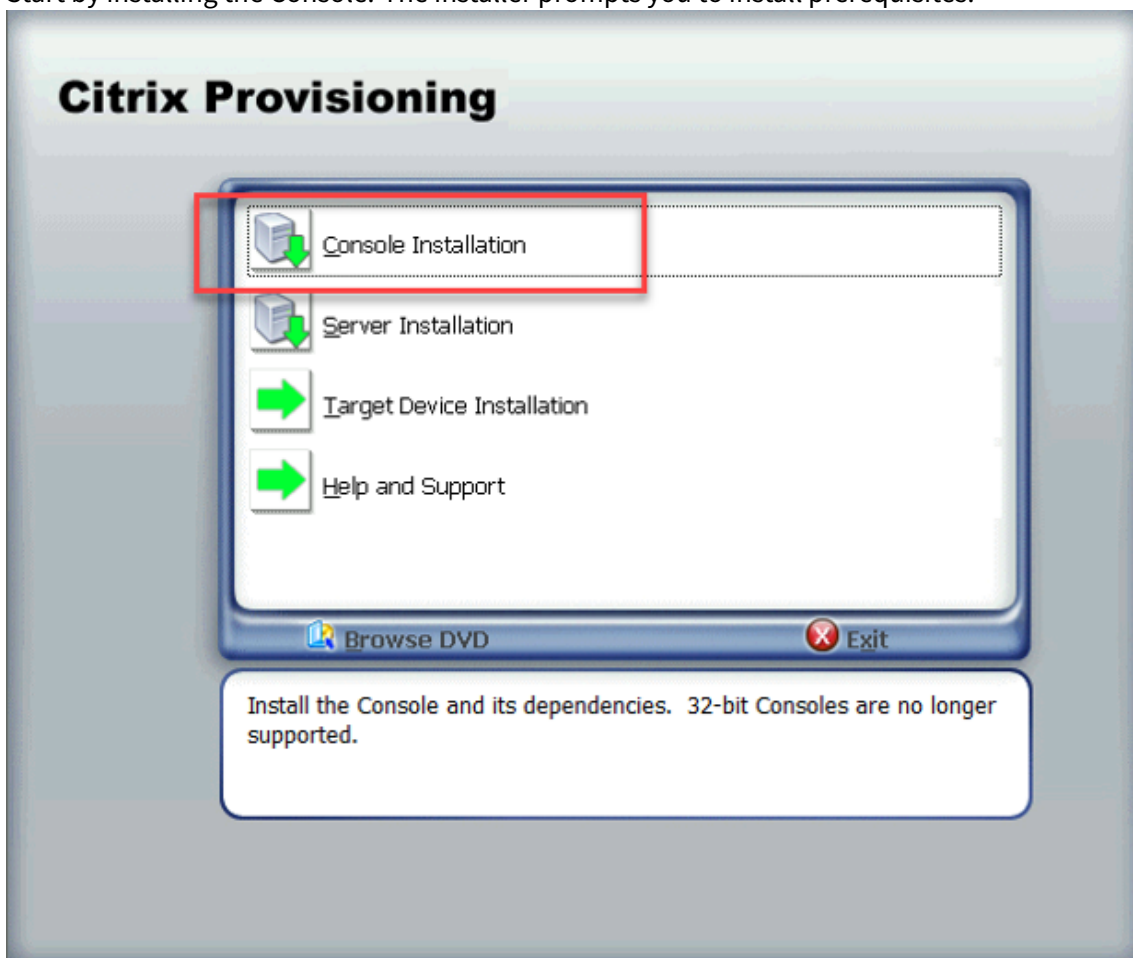 Start by installing the Console. The installer prompts you to install prerequisites.
Citrix Provisioning
Console Installation
Server Installation
Target Device Installation
Help and Support
Browse DVD
Exit
Install the Console and its dependencies.  32-bit Consoles are no longer
supported.